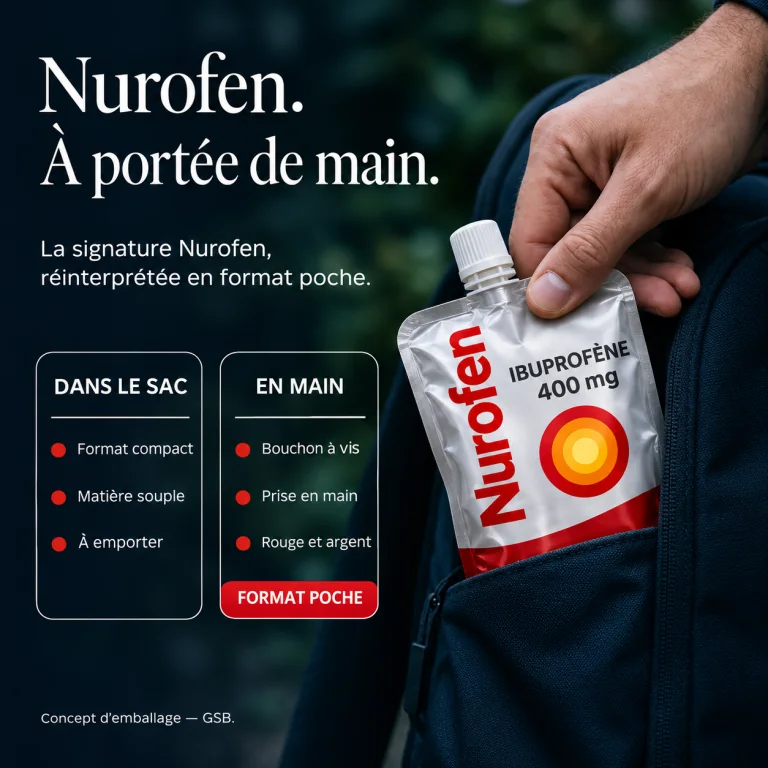 Nurofen.
À portée de main.
La signature Nurofen,
réinterprétée en format poche.
DANS LE SAC
Format compact
Matière souple
À emporter
EN MAIN
Bouchon à vis
Prise en main
Rouge et argent
FORMAT POCHE
Nurofen
IBUPROFÈNE
400 mg
Concept d'emballage — GSB.